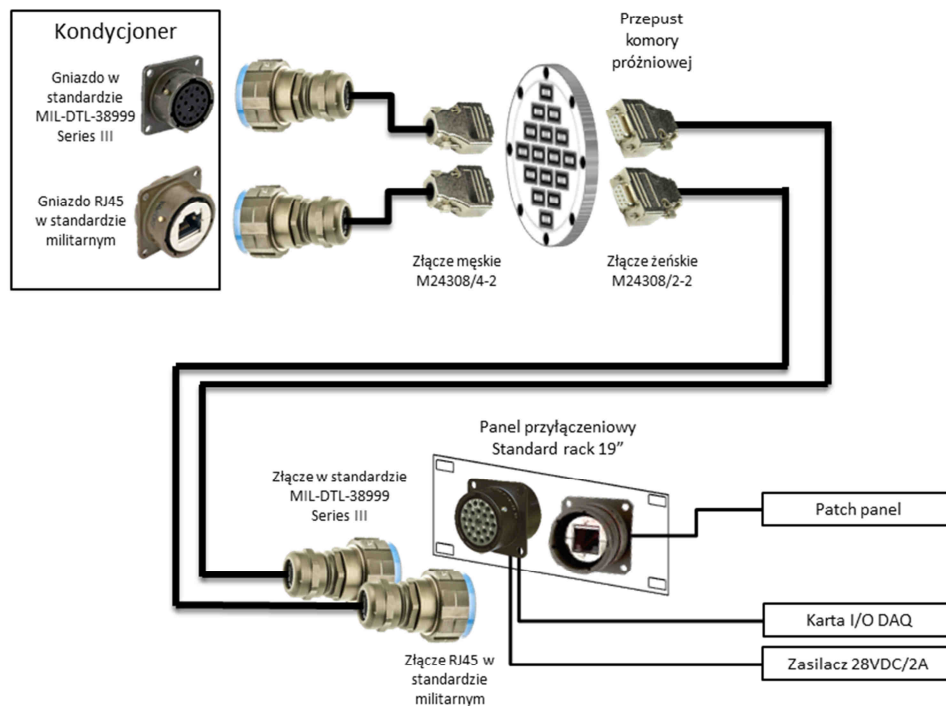 Kondycjoner
Gniazdo w
standardzie
MIL-DTL-38999
Series III
Gniazdo RJ45
w standardzie
militarnym
Przepust
komory
próżniowej
Złącze męskie
M24308/4-2
Złącze żeńskie
M24308/2-2
Panel przyłączeniowy
Standard rack 19”
Złącze w standardzie
MIL-DTL-38999
Series III
Złącze RJ45 w
standardzie
militarnym
Patch panel
Karta I/O DAQ
Zasilacz 28VDC/2A